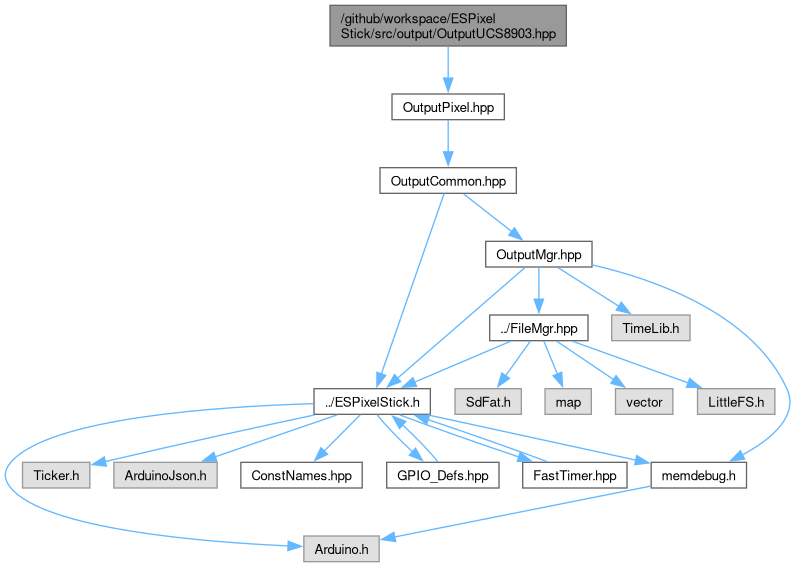 /github/workspace/ESPixel
Stick/src/output/OutputUCS8903.hpp
OutputPixel.hpp
OutputCommon.hpp
OutputMgr.hpp
../FileMgr.hpp
TimeLib.h
../ESPixelStick.h
SdFat.h
map
vector
LittleFS.h
Ticker.h
ArduinoJson.h
ConstNames.hpp
GPIO_Defs.hpp
FastTimer.hpp
memdebug.h
Arduino.h